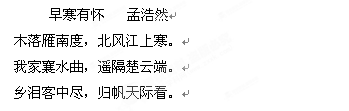 早寒有怀 孟浩然
木落雁南度，北风江上寒。
我家襄水曲，遥隔楚云端。
乡泪客中尽，归帆天际看。